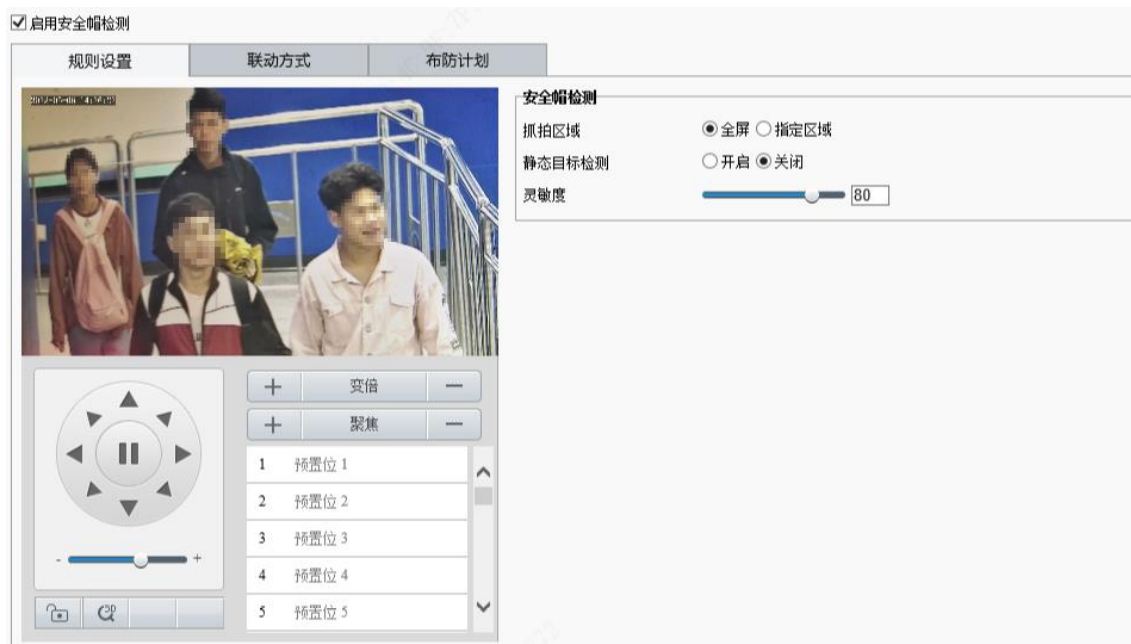 启用安全帽检测
规则设置 联动方式 布防计划
安全帽检测
抓拍区域 全屏 指定区域
静态目标检测 开启 关闭
灵敏度 80
+ 变倍 —
+ 聚焦 —
1 预置位 1
2 预置位 2
3 预置位 3
4 预置位 4
5 预置位 5
- +
3D